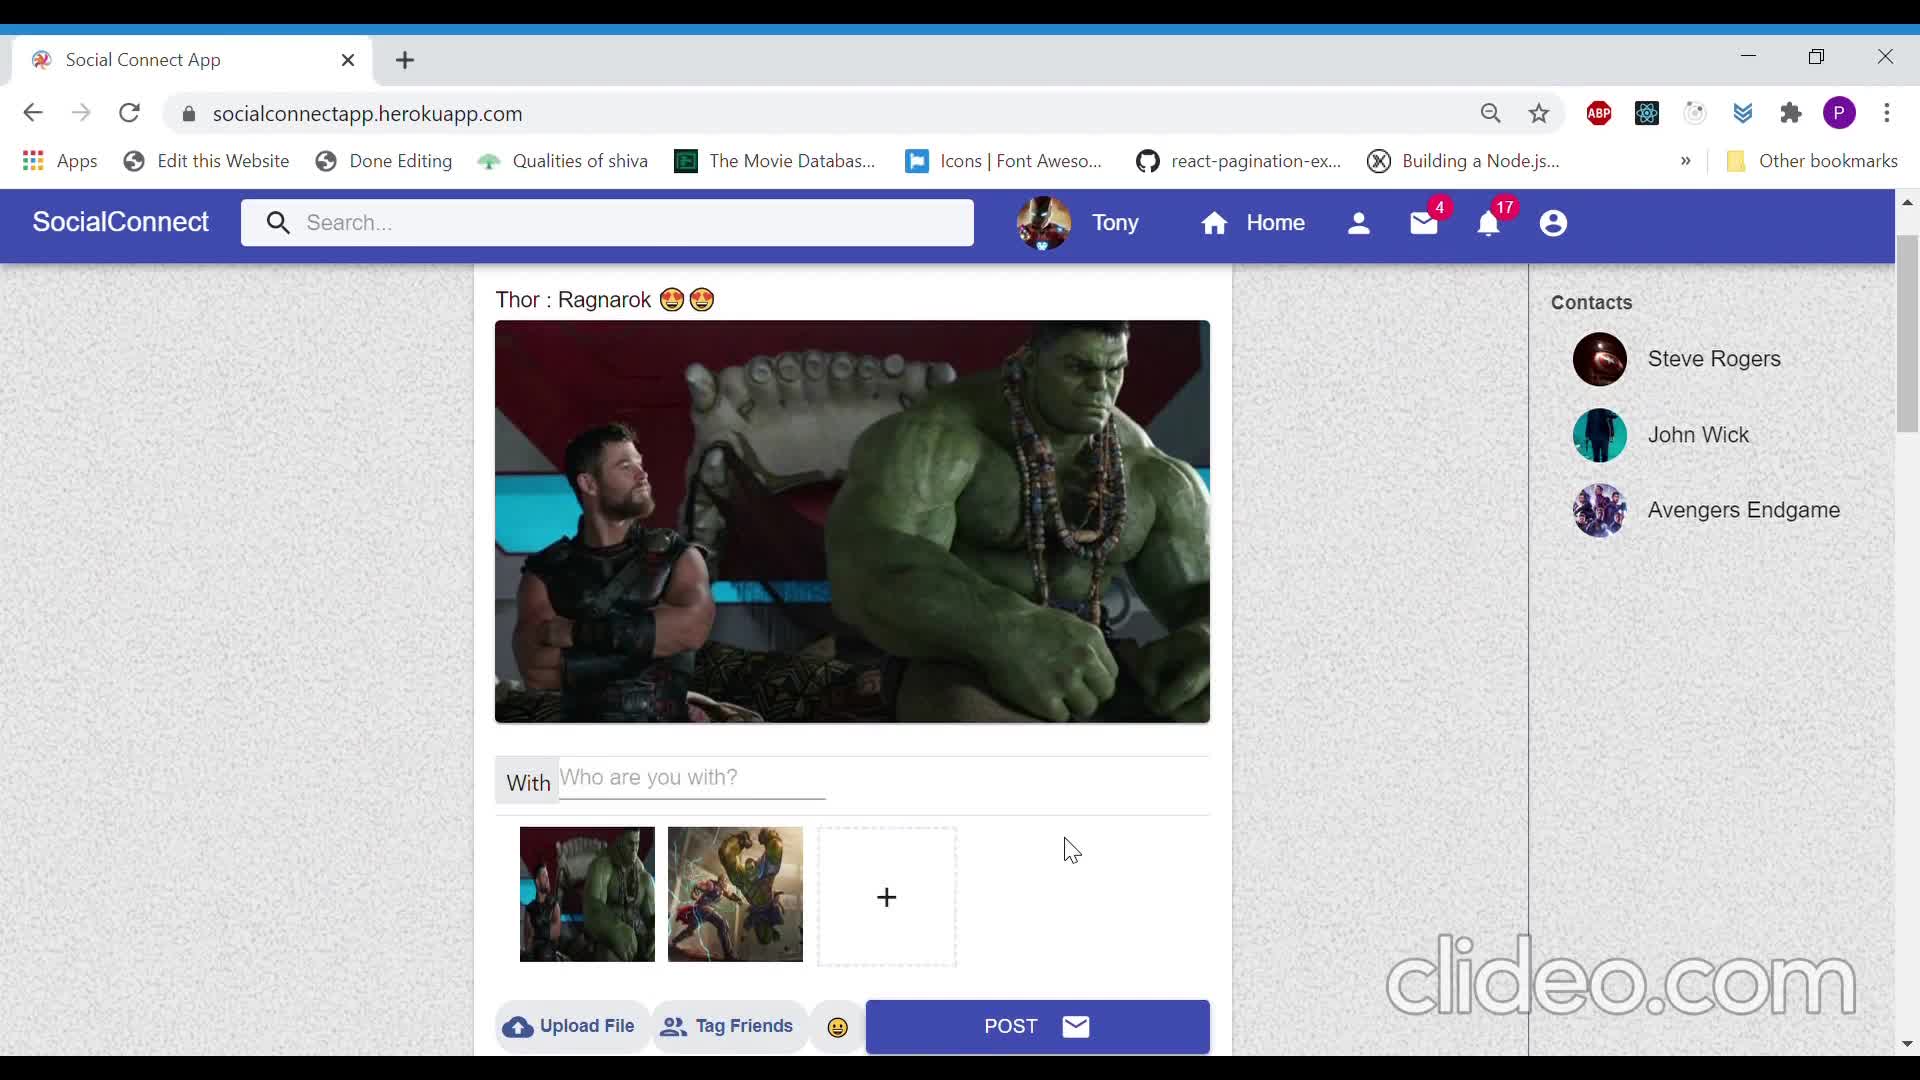 Social Connect App
socialconnectapp.herokuapp.com
ABP
P
Apps
Edit this Website
Done Editing
Qualities of shiva
The Movie Databas...
Icons | Font Aweso...
react-pagination-ex...
Building a Node.js...
»
Other bookmarks
SocialConnect
Search...
Tony
Home
4
17
Thor : Ragnarok 😍😍
Contacts
Steve Rogers
John Wick
Avengers Endgame
With
Who are you with?
+
Upload File
Tag Friends
POST
clideo.com